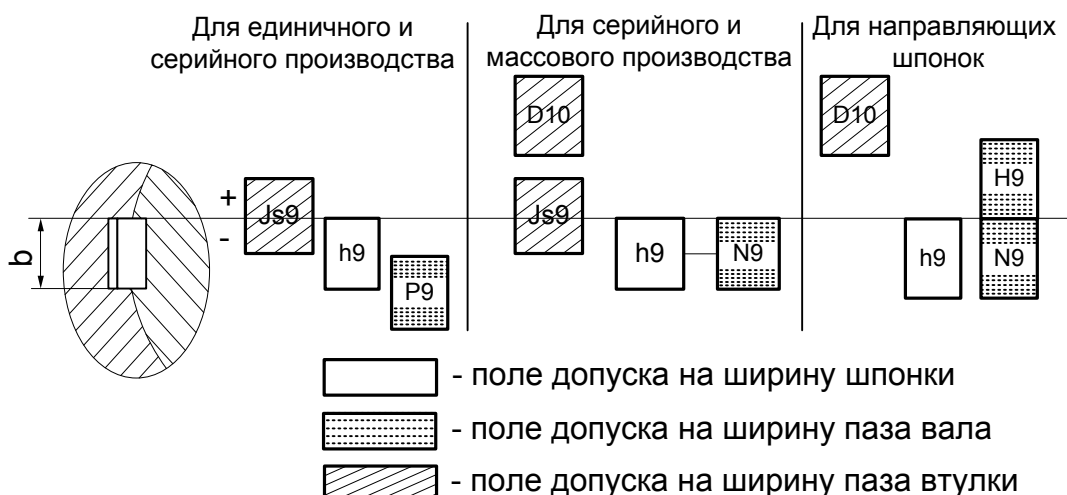 Для единичного и
серийного производства
Для серийного и
массового производства
Для направляющих
шпонок
D10
D10
H9
+
-
Js9
Js9
b
h9
P9
h9
N9
h9
N9
- поле допуска на ширину шпонки
- поле допуска на ширину паза вала
- поле допуска на ширину паза втулки